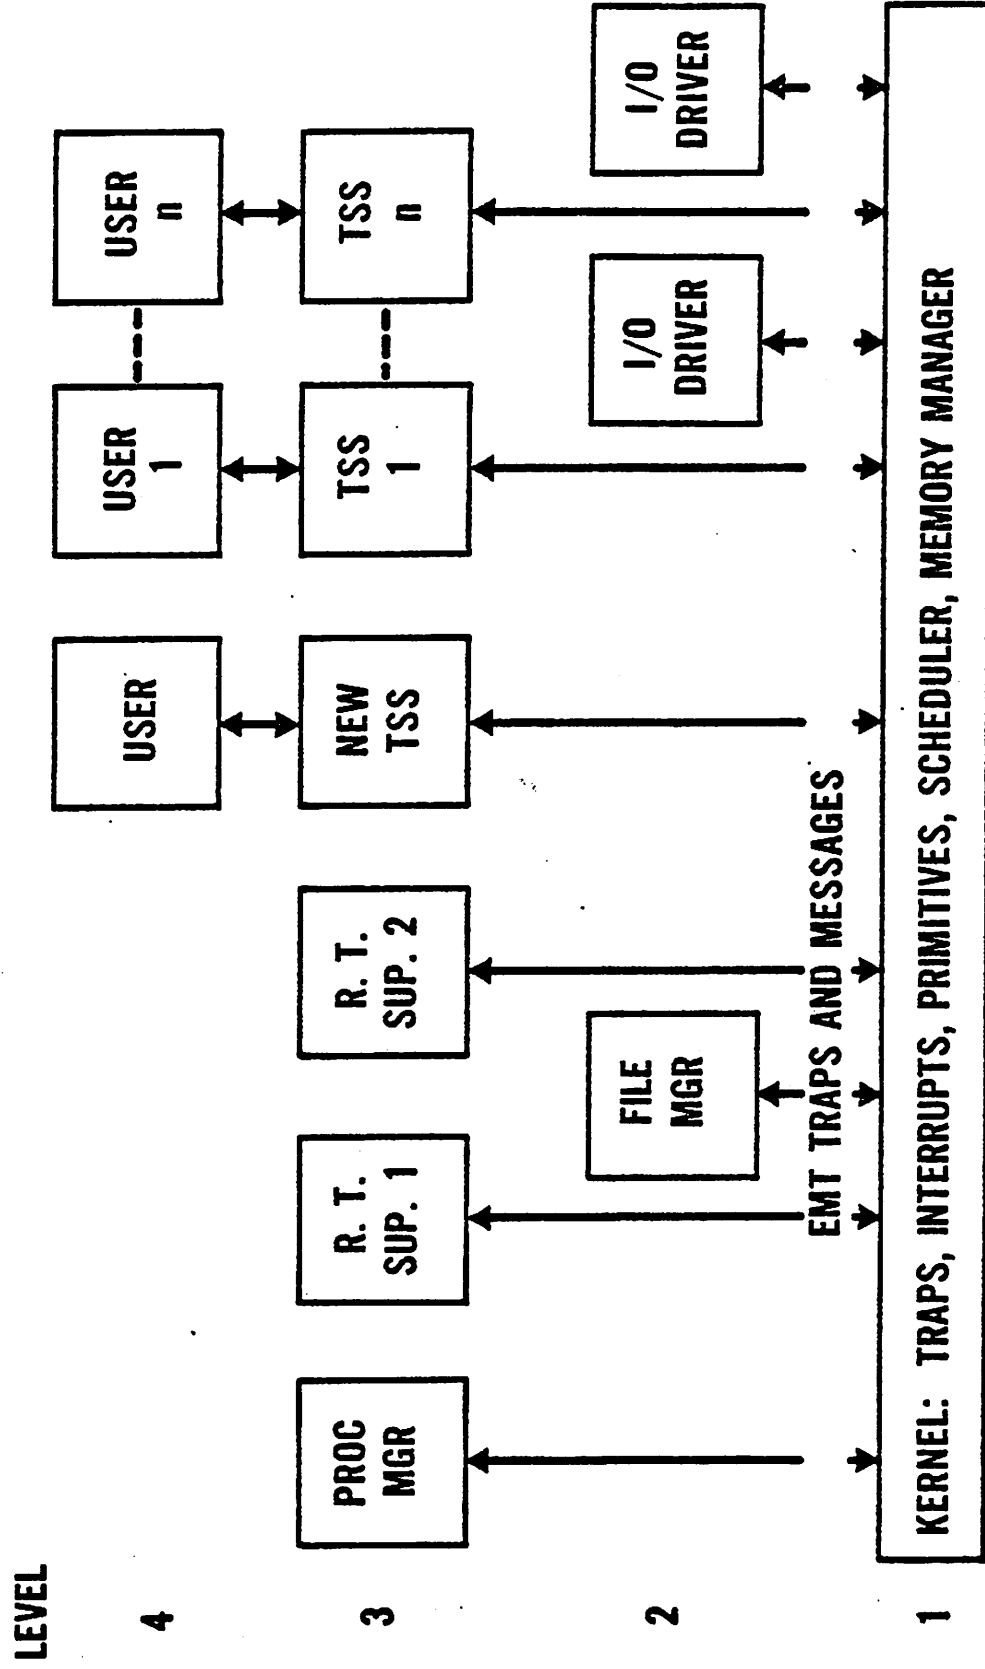 LEVEL
4
USER
USER
1
USER
n
3
PROC
MGR
R. T.
SUP. 1
R. T.
SUP. 2
NEW
TSS
TSS
1
TSS
n
2
FILE
MGR
I/O
DRIVER
I/O
DRIVER
EMT TRAPS AND MESSAGES
1
KERNEL: TRAPS, INTERRUPTS, PRIMITIVES, SCHEDULER, MEMORY MANAGER